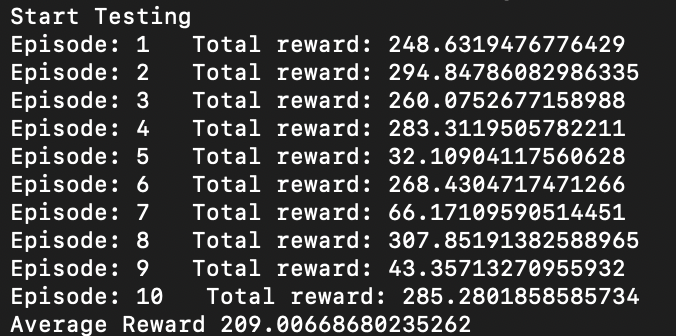 Start Testing
Episode: 1   Total reward: 248.6319476776429
Episode: 2   Total reward: 294.84786082986335
Episode: 3   Total reward: 260.0752677158988
Episode: 4   Total reward: 283.3119505782211
Episode: 5   Total reward: 32.10904117560628
Episode: 6   Total reward: 268.4304717471266
Episode: 7   Total reward: 66.17109590514451
Episode: 8   Total reward: 307.85191382588965
Episode: 9   Total reward: 43.35713270955932
Episode: 10   Total reward: 285.2801858585734
Average Reward 209.00668680235262